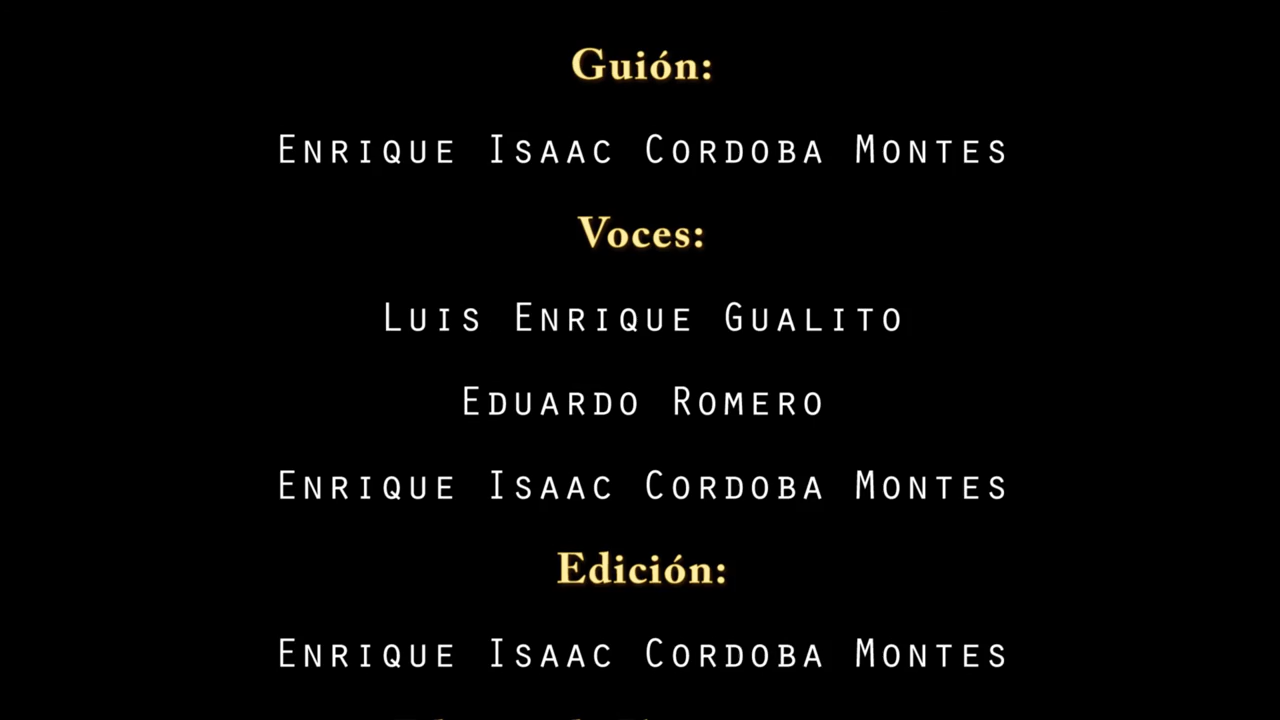 Guión:
Enrique Isaac Cordoba Montes
Voces:
Luis Enrique Gualito
Eduardo Romero
Enrique Isaac Cordoba Montes
Edición:
Enrique Isaac Cordoba Montes